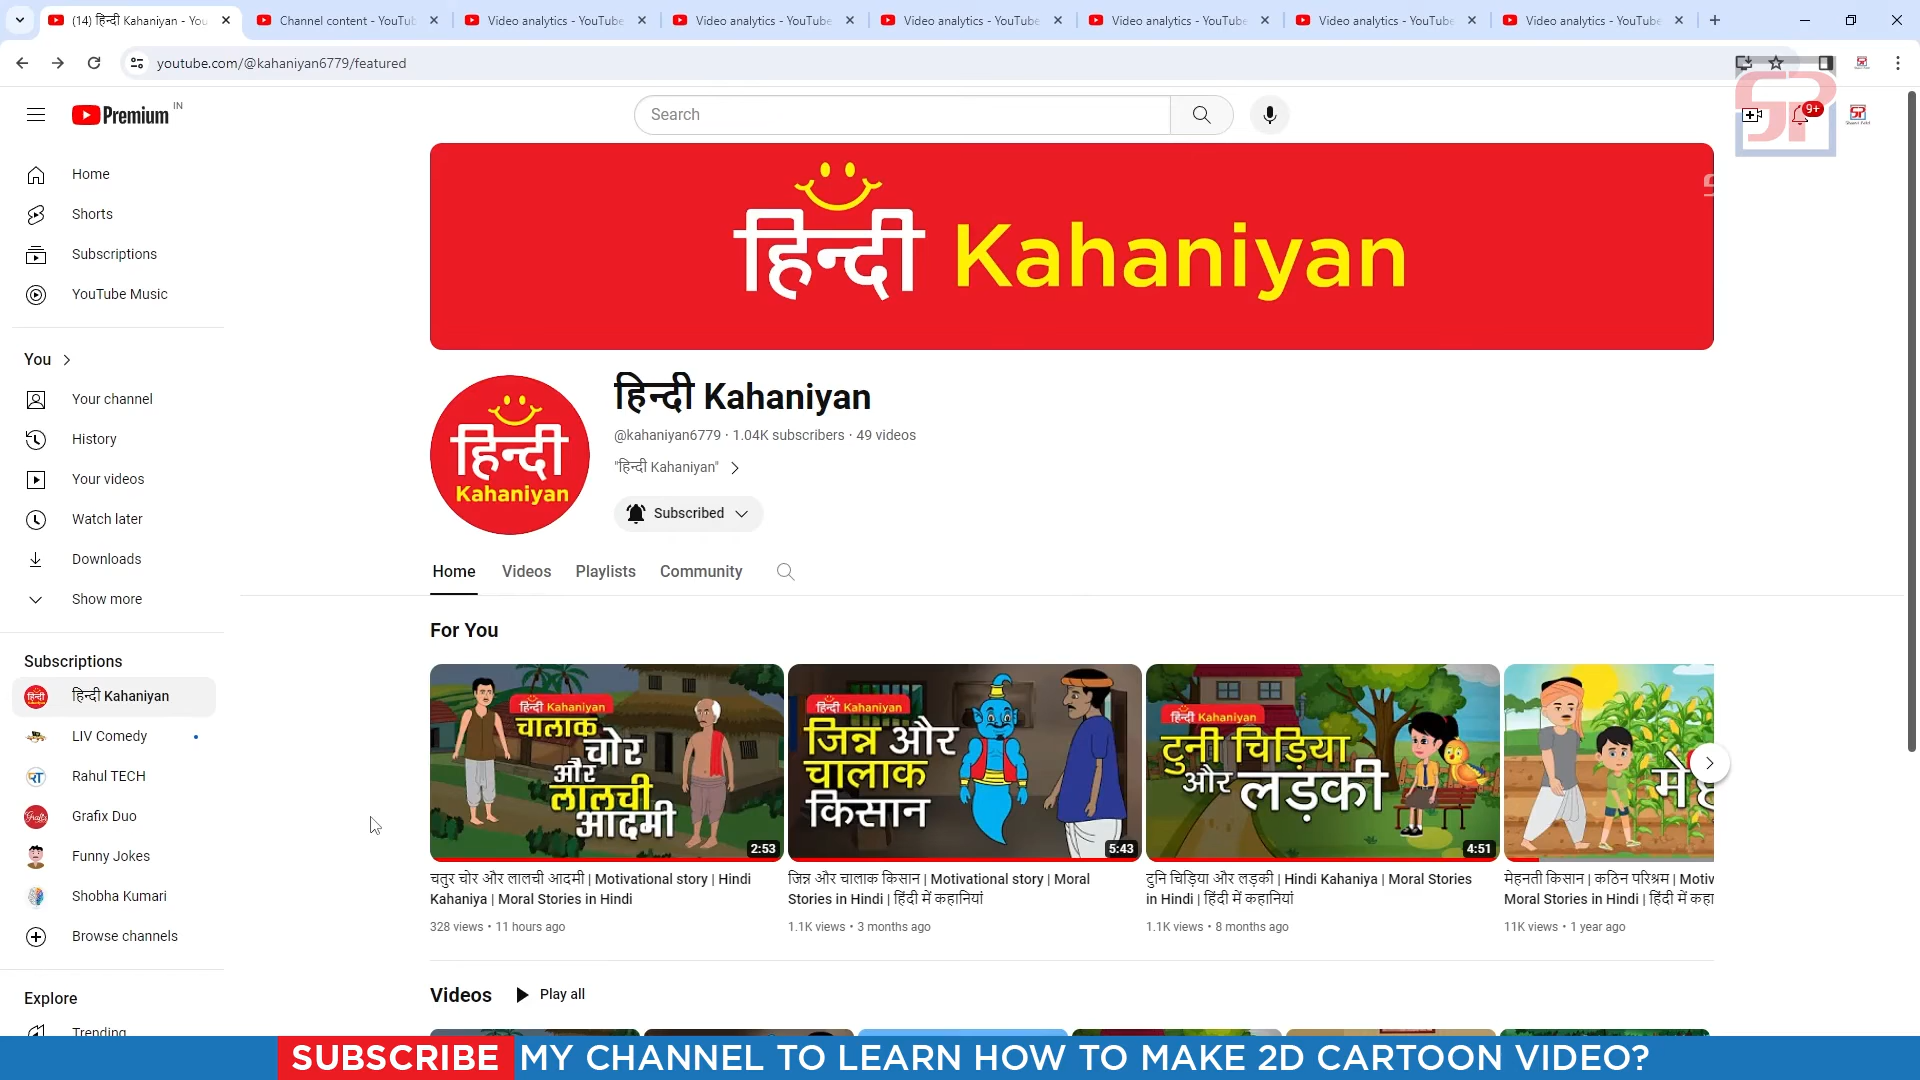 (14) हिन्दी Kahaniyan - You
Channel content - YouTub
Video analytics - YouTube
Video analytics - YouTube
Video analytics - YouTube
Video analytics - YouTube
Video analytics - YouTube
Video analytics - YouTube
youtube.com/@kahaniyan6779/featured
Premium IN
Search
9+
SP
Home
Shorts
Subscriptions
YouTube Music
You
Your channel
History
Your videos
Watch later
Downloads
Show more
Subscriptions
हिन्दी Kahaniyan
LIV Comedy
Rahul TECH
Grafix Duo
Funny Jokes
Shobha Kumari
Browse channels
Explore
Trending
हिन्दी Kahaniyan
हिन्दी
Kahaniyan
हिन्दी Kahaniyan
@kahaniyan6779 · 1.04K subscribers · 49 videos
"हिन्दी Kahaniyan"
Subscribed
Home Videos Playlists Community
For You
हिन्दी Kahaniyan
चालाक चोर
और
लालची
आदमी
2:53
चतुर चोर और लालची आदमी | Motivational story | Hindi
Kahaniya | Moral Stories in Hindi
328 views • 11 hours ago
हिन्दी Kahaniyan
जिन्न और
चालाक
किसान
5:43
जिन्न और चालाक किसान | Motivational story | Moral
Stories in Hindi | हिंदी में कहानियां
1.1K views • 3 months ago
हिन्दी Kahaniyan
टुनी चिड़िया
और लड़की
4:51
टुनि चिड़िया और लड़की | Hindi Kahaniya | Moral Stories
in Hindi | हिंदी में कहानियां
1.1K views • 8 months ago
मेहनती किसान | कठिन परिश्रम | Motiv
Moral Stories in Hindi | हिंदी में कहा
11K views • 1 year ago
Videos
Play all
SUBSCRIBE MY CHANNEL TO LEARN HOW TO MAKE 2D CARTOON VIDEO?